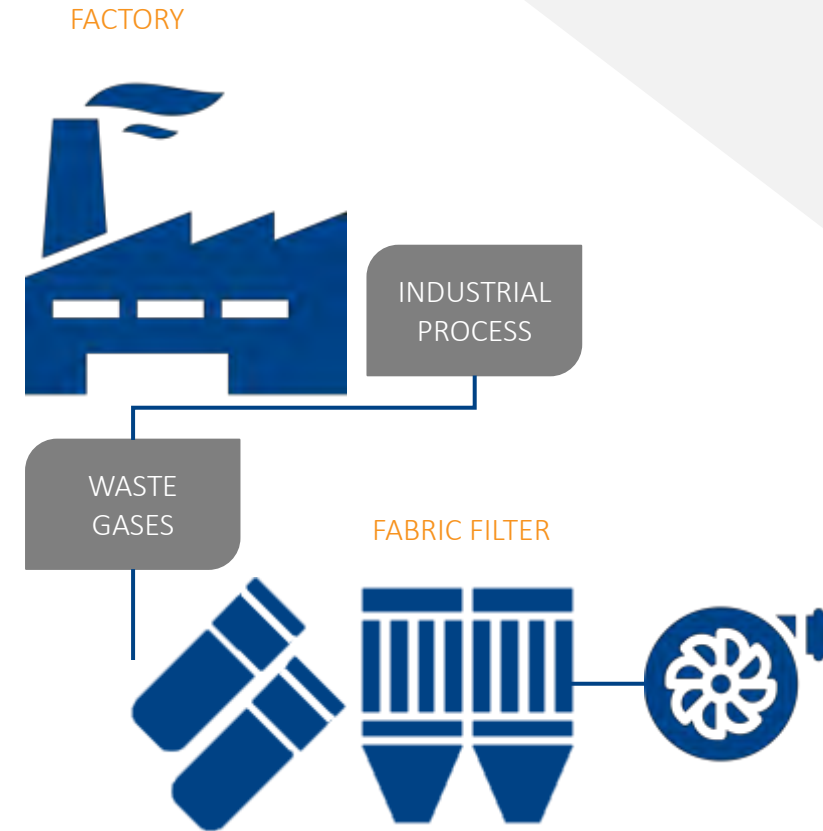 FACTORY
INDUSTRIAL
PROCESS
WASTE
GASES
FABRIC FILTER